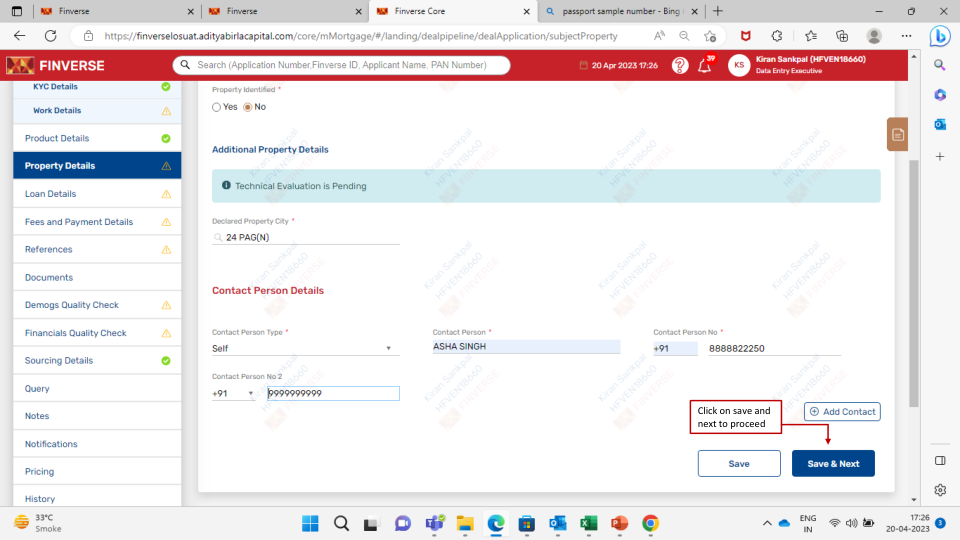 Finverse
Finverse
Finverse Core
passport sample number - Bing
https://finverselosuat.adityabirlacapital.com/core/mMortgage/#/landing/dealpipeline/dealApplication/subjectProperty
FINVERSE
Search (Application Number,Finverse ID, Applicant Name, PAN Number)
20 Apr 2023 17:26
39
KS
Kiran Sankpal (HFVEN18660)
Data Entry Executive
KYC Details
Work Details
Product Details
Property Details
Loan Details
Fees and Payment Details
References
Documents
Demogs Quality Check
Financials Quality Check
Sourcing Details
Query
Notes
Notifications
Pricing
History
Property Identified *
Yes No
Additional Property Details
Technical Evaluation is Pending
Declared Property City *
24 PAG(N)
Contact Person Details
Contact Person Type * Contact Person * Contact Person No *
Self ASHA SINGH +91 8888822250
Contact Person No 2
+91 9999999999
Click on save and
next to proceed
Add Contact
Save Save & Next
Kiran Sankpal
HFVEN18660
FINVERSE
33°C
Smoke
ENG
IN
17:26
20-04-2023
3